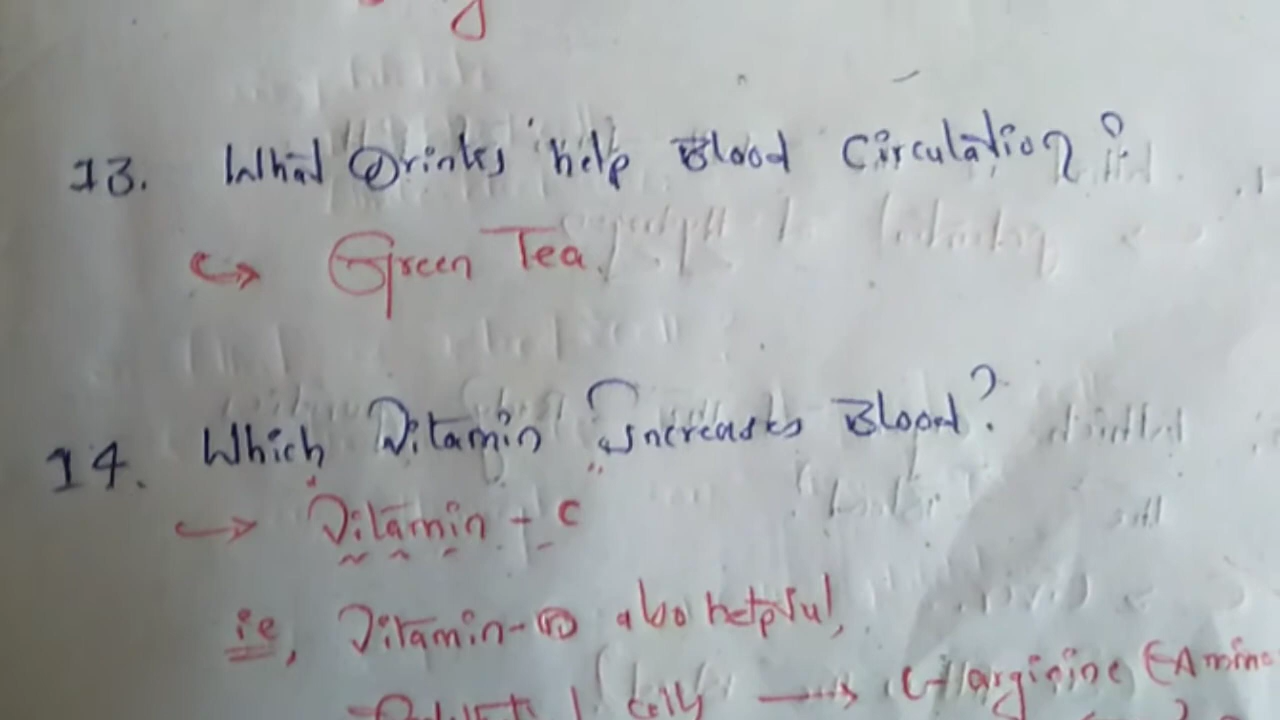 13. What Drinks help Blood Circulation?
↪ Green Tea.
14. Which Vitamin Increases Blood?
↪ Vitamin - C
ie, Vitamin-D also helpful,
cells → L-arginine (Amino